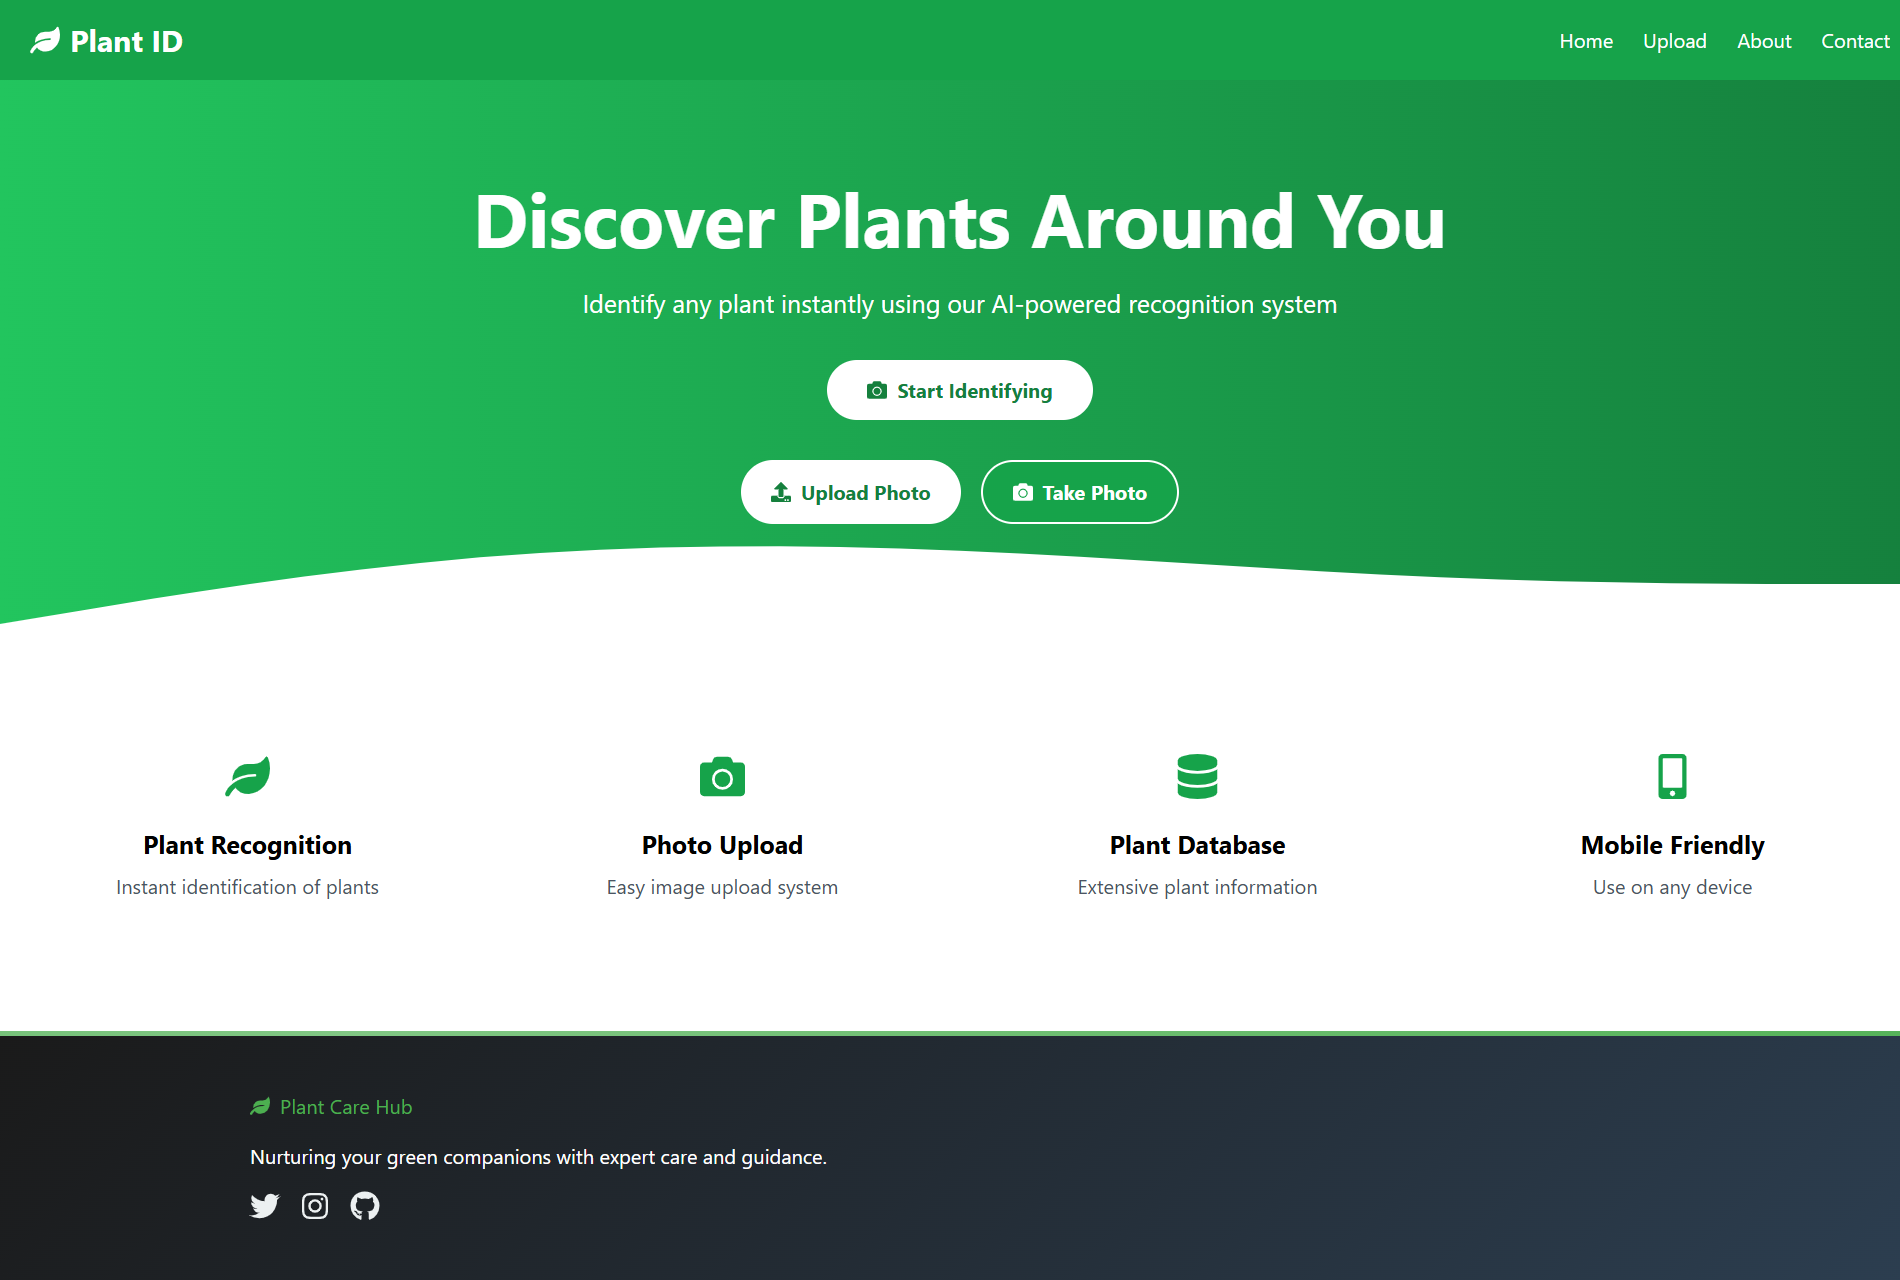 Plant ID
Home Upload About Contact
Discover Plants Around You
Identify any plant instantly using our AI-powered recognition system
Start Identifying
Upload Photo Take Photo
Plant Recognition
Instant identification of plants
Photo Upload
Easy image upload system
Plant Database
Extensive plant information
Mobile Friendly
Use on any device
Plant Care Hub
Nurturing your green companions with expert care and guidance.